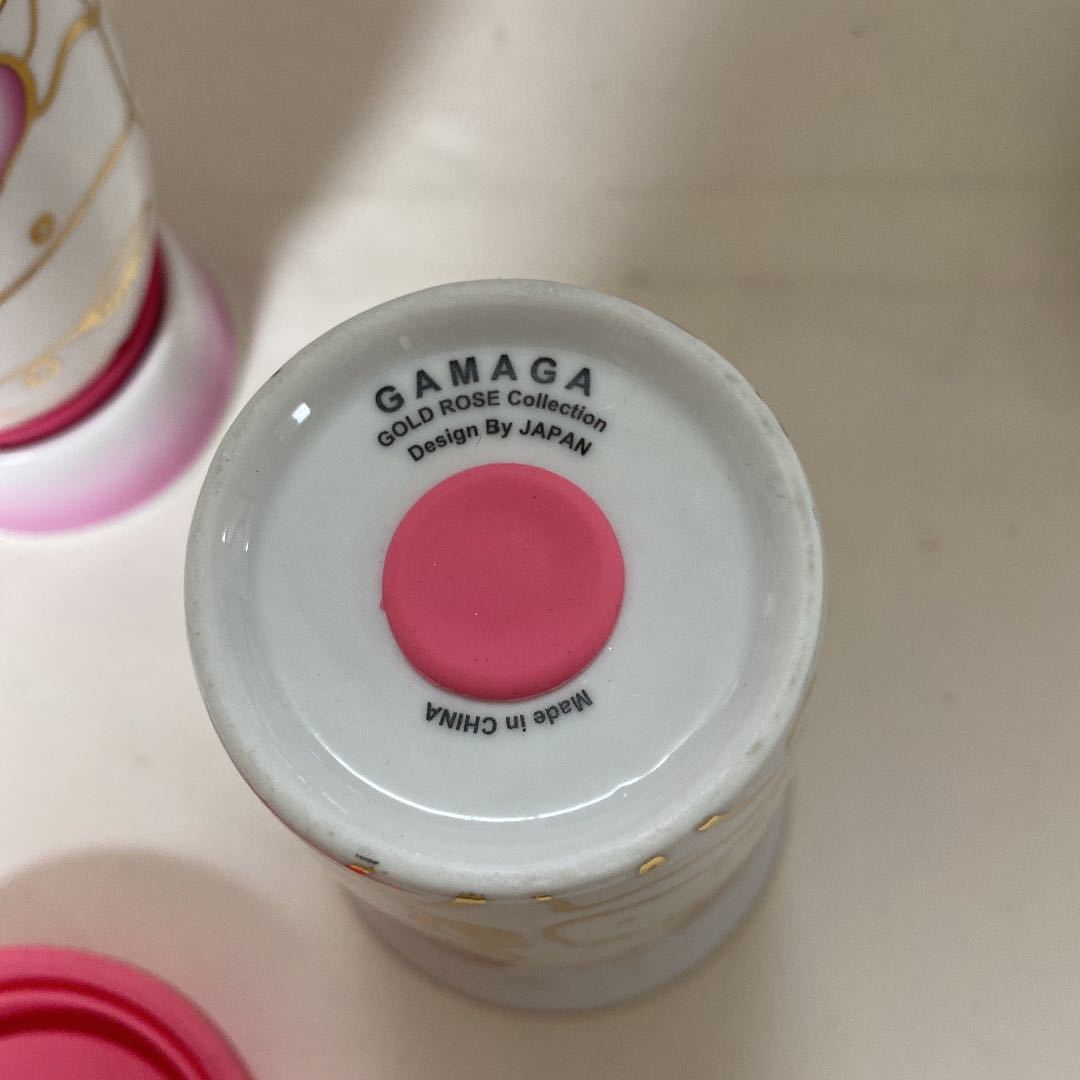 GAMAGA
GOLD ROSE Collection
Design By JAPAN
Made in CHINA